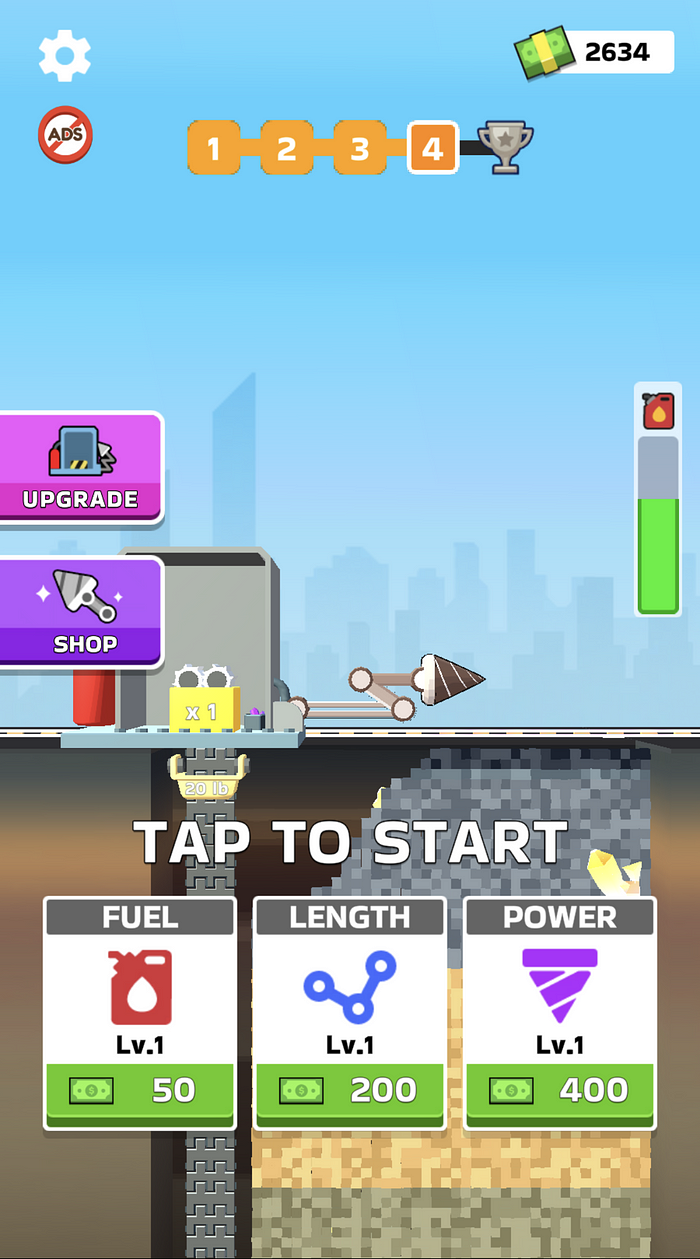 2634
ADS
1 2 3 4
UPGRADE
SHOP
x 1
20 lb
TAP TO START
FUEL
Lv.1
50
LENGTH
Lv.1
200
POWER
Lv.1
400